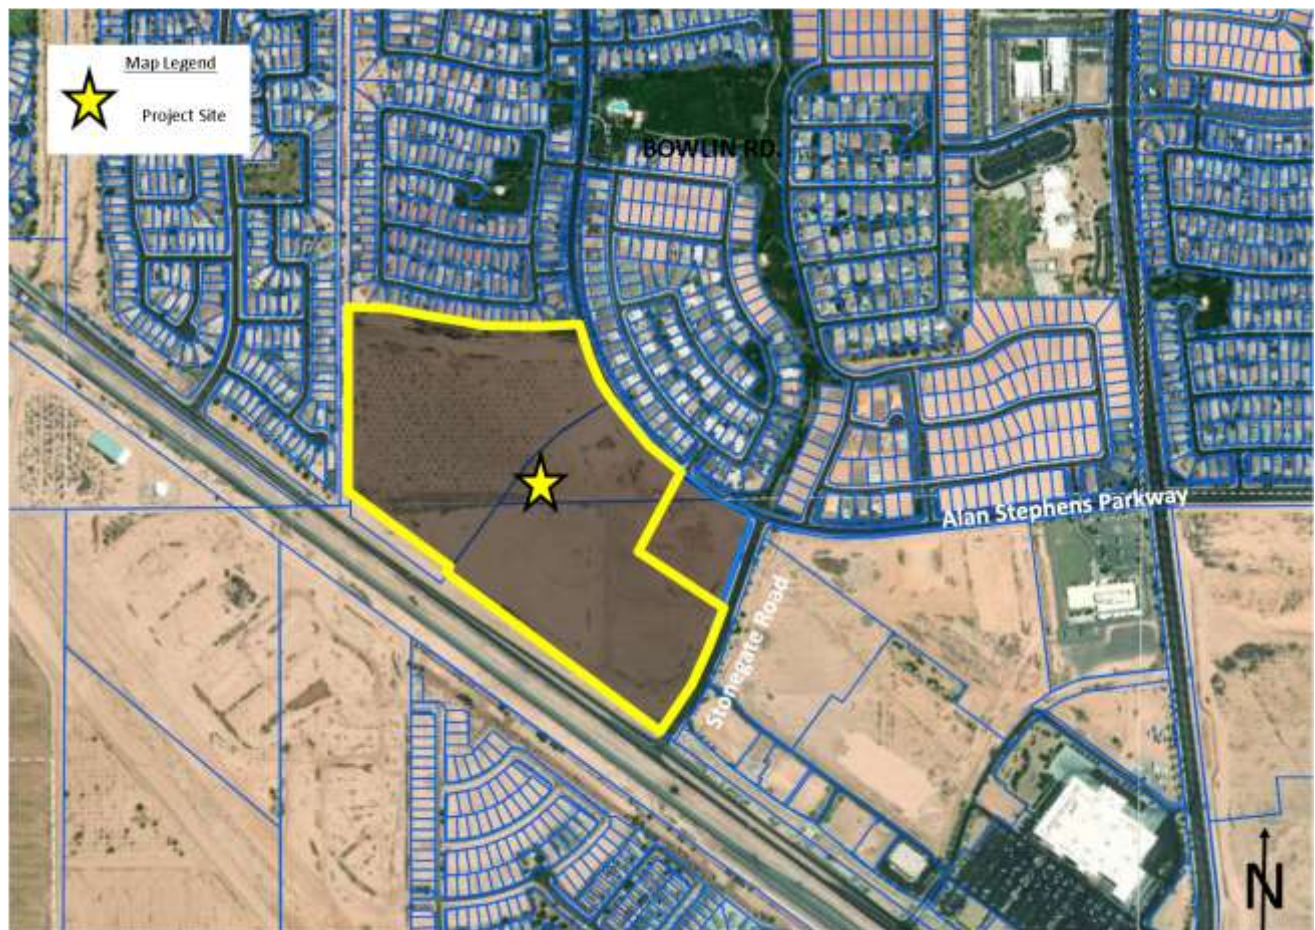 Map Legend
Project Site
BOWLIN RD.
Alan Stephens Parkway
Stonegate Road
N